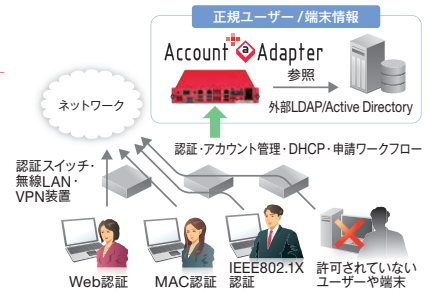 正規ユーザー/端末情報
Account@Adapter
参照
外部LDAP/Active Directory
ネットワーク
認証・アカウント管理・DHCP・申請ワークフロー
認証スイッチ・
無線LAN・
VPN装置
Web認証
MAC認証
IEEE802.1X
認証
許可されていない
ユーザーや端末